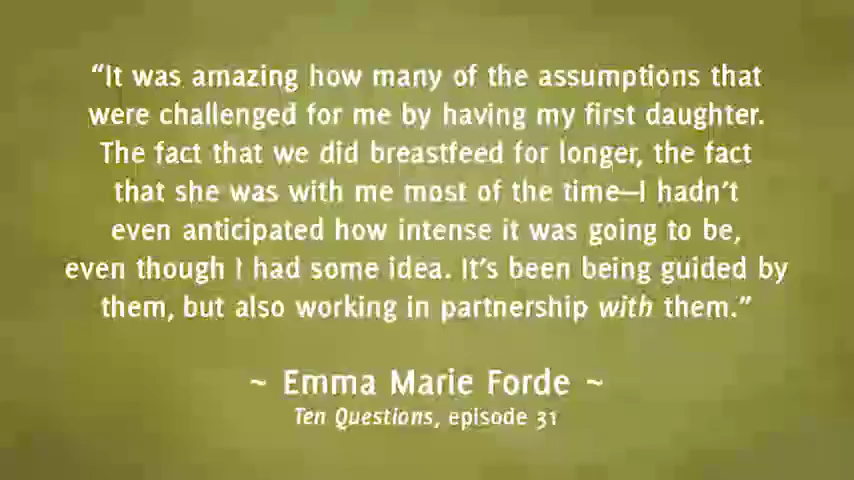 “It was amazing how many of the assumptions that
were challenged for me by having my first daughter.
The fact that we did breastfeed for longer, the fact
that she was with me most of the time—I hadn’t
even anticipated how intense it was going to be,
even though I had some idea. It’s been being guided by
them, but also working in partnership with them.”
~ Emma Marie Forde ~
Ten Questions, episode 31